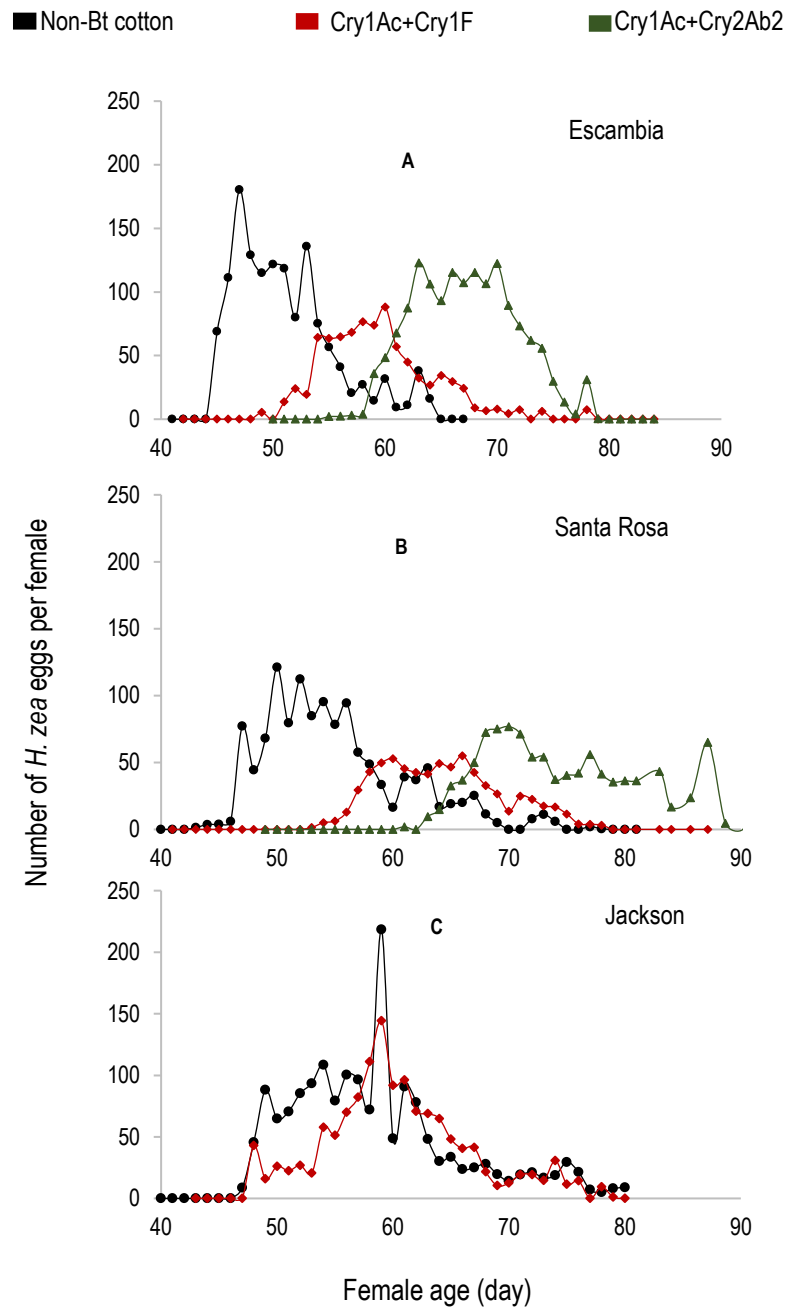 Non-Bt cotton Cry1Ac+Cry1F Cry1Ac+Cry2Ab2
250
200
150
100
50
0
A
Escambia
40 50 60 70 80 90
Number of H. zea eggs per female
250
200
150
100
50
0
B
Santa Rosa
40 50 60 70 80 90
250
200
150
100
50
0
C
Jackson
40 50 60 70 80 90
Female age (day)